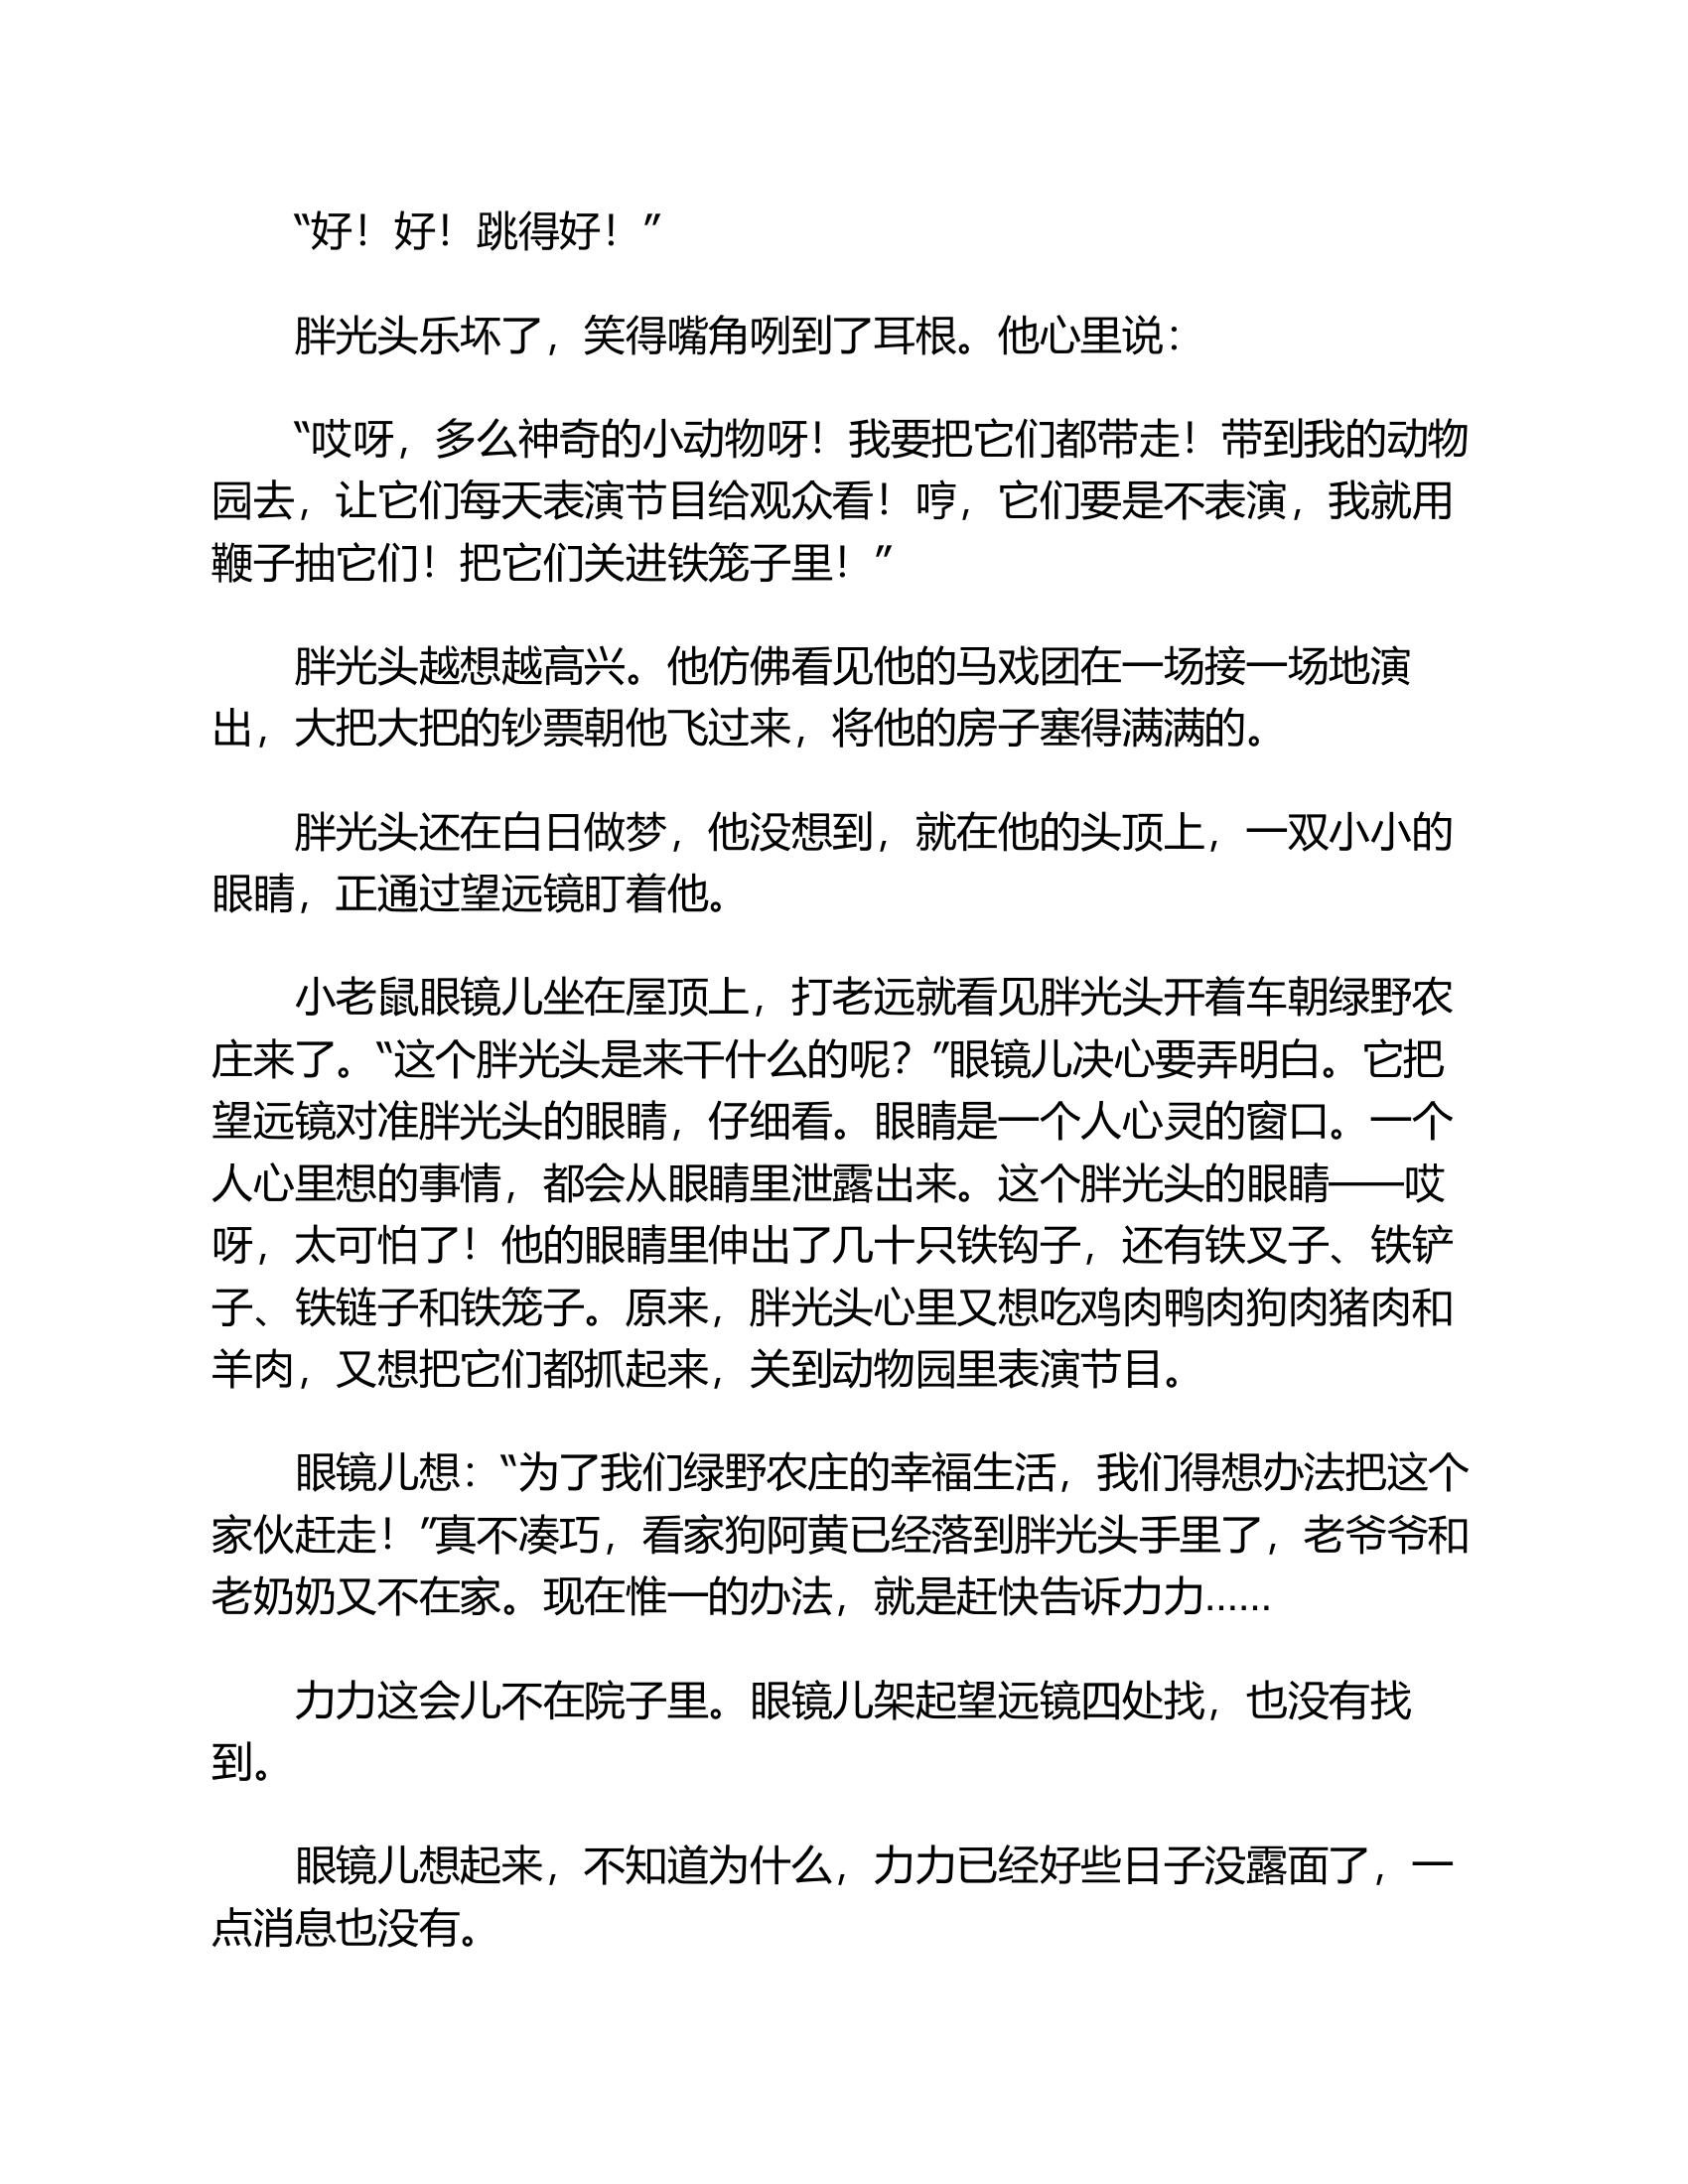 “好！好！跳得好！”
胖光头乐坏了，笑得嘴角咧到了耳根。他心里说：
“哎呀，多么神奇的小动物呀！我要把它们都带走！带到我的动物
园去，让它们每天表演节目给观众看！哼，它们要是不表演，我就用
鞭子抽它们！把它们关进铁笼子里！”
胖光头越想越高兴。他仿佛看见他的马戏团在一场接一场地演
出，大把大把的钞票朝他飞过来，将他的房子塞得满满的。
胖光头还在白日做梦，他没想到，就在他的头顶上，一双小小的
眼睛，正通过望远镜盯着他。
小老鼠眼镜儿坐在屋顶上，打老远就看见胖光头开着车朝绿野农
庄来了。“这个胖光头是来干什么的呢？”眼镜儿决心要弄明白。它把
望远镜对准胖光头的眼睛，仔细看。眼睛是一个人心灵的窗口。一个
人心里想的事情，都会从眼睛里泄露出来。这个胖光头的眼睛——哎
呀，太可怕了！他的眼睛里伸出了几十只铁钩子，还有铁叉子、铁铲
子、铁链子和铁笼子。原来，胖光头心里又想吃鸡肉鸭肉狗肉猪肉和
羊肉，又想把它们都抓起来，关到动物园里表演节目。
眼镜儿想：“为了我们绿野农庄的幸福生活，我们得想办法把这个
家伙赶走！”真不凑巧，看家狗阿黄已经落到胖光头手里了，老爷爷和
老奶奶又不在家。现在惟一的办法，就是赶快告诉力力……
力力这会儿不在院子里。眼镜儿架起望远镜四处找，也没有找
到。
眼镜儿想起来，不知道为什么，力力已经好些日子没露面了，一
点消息也没有。